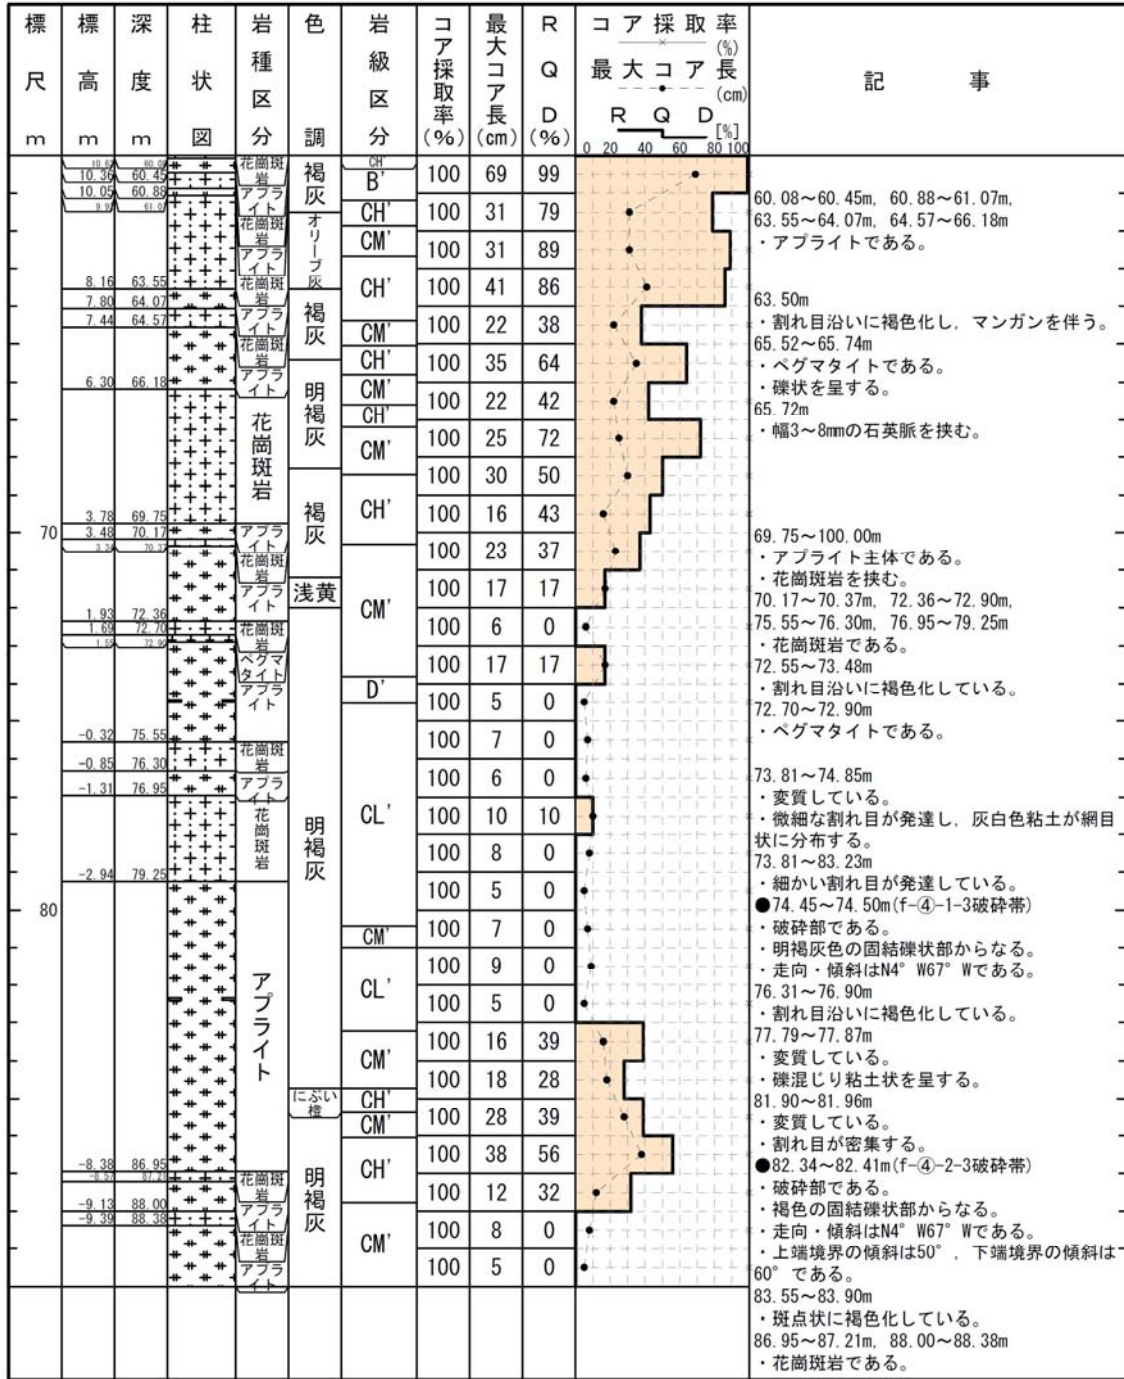 標尺 m
標高 m
深度 m
柱状図
岩種区分
色調
岩級区分
コア採取率(%)
最大コア長(cm)
RQD(%)
コア採取率
(%)
最大コア長
(cm)
RQD
[%]
0 20 40 60 80 100
記事
70
80
10.36 60.45
10.05 60.88
8.16 63.55
7.80 64.07
7.44 64.57
6.30 66.18
3.78 69.75
3.48 70.17
1.93 72.36
1.69 72.70
-0.32 75.55
-0.85 76.30
-1.31 76.95
-2.94 79.25
-8.38 86.95
-9.13 88.00
-9.39 88.38
花崗斑岩
アプライト
花崗斑岩
アプライト
花崗斑岩
アプライト
花崗斑岩
アプライト
花崗斑岩
アプライト
花崗斑岩
アプライト
花崗斑岩
ペグマタイト
アプライト
花崗斑岩
アプライト
花崗斑岩
アプライト
花崗斑岩
アプライト
花崗斑岩
アプライト
褐灰
オリーブ灰
褐灰
明褐灰
褐灰
浅黄
明褐灰
にぶい橙
明褐灰
CH'
B'
CH'
CM'
CH'
CM'
CH'
CM'
CH'
CM'
CH'
CM'
D'
CL'
CM'
CL'
CM'
CH'
CM'
CH'
CM'
100 69 99
100 31 79
100 31 89
100 41 86
100 22 38
100 35 64
100 22 42
100 25 72
100 30 50
100 16 43
100 23 37
100 17 17
100 6 0
100 17 17
100 5 0
100 7 0
100 6 0
100 10 10
100 8 0
100 5 0
100 7 0
100 9 0
100 5 0
100 16 39
100 18 28
100 28 39
100 38 56
100 12 32
100 8 0
100 5 0
60.08～60.45m, 60.88～61.07m,
63.55～64.07m, 64.57～66.18m
・アプライトである。
63.50m
・割れ目沿いに褐色化し，マンガンを伴う。
65.52～65.74m
・ペグマタイトである。
・礫状を呈する。
65.72m
・幅3～8mmの石英脈を挟む。
69.75～100.00m
・アプライト主体である。
・花崗斑岩を挟む。
70.17～70.37m, 72.36～72.90m,
75.55～76.30m, 76.95～79.25m
・花崗斑岩である。
72.55～73.48m
・割れ目沿いに褐色化している。
72.70～72.90m
・ペグマタイトである。
73.81～74.85m
・変質している。
・微細な割れ目が発達し，灰白色粘土が網目
状に分布する。
73.81～83.23m
・細かい割れ目が発達している。
●74.45～74.50m(f-④-1-3破砕帯)
・破砕部である。
・明褐灰色の固結礫状部からなる。
・走向・傾斜はN4°W67°Wである。
76.31～76.90m
・割れ目沿いに褐色化している。
77.79～77.87m
・変質している。
・礫混じり粘土状を呈する。
81.90～81.96m
・変質している。
・割れ目が密集する。
●82.34～82.41m(f-④-2-3破砕帯)
・破砕部である。
・褐色の固結礫状部からなる。
・走向・傾斜はN4°W67°Wである。
・上端境界の傾斜は50°，下端境界の傾斜は
60°である。
83.55～83.90m
・斑点状に褐色化している。
86.95～87.21m, 88.00～88.38m
・花崗斑岩である。